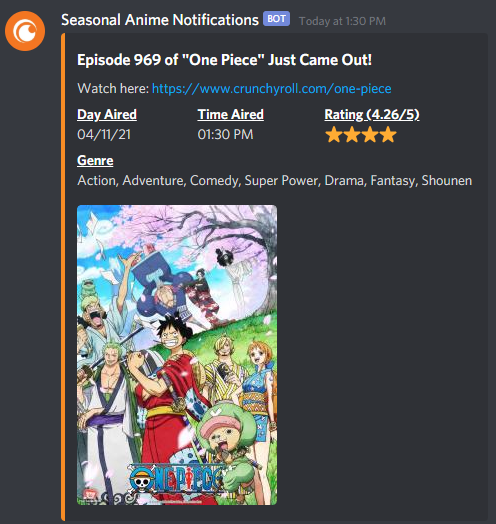 Seasonal Anime Notifications BOT Today at 1:30 PM
Episode 969 of "One Piece" Just Came Out!
Watch here: https://www.crunchyroll.com/one-piece
Day Aired Time Aired Rating (4.26/5)
04/11/21 01:30 PM ★★★★
Genre
Action, Adventure, Comedy, Super Power, Drama, Fantasy, Shounen
ONE PIECE